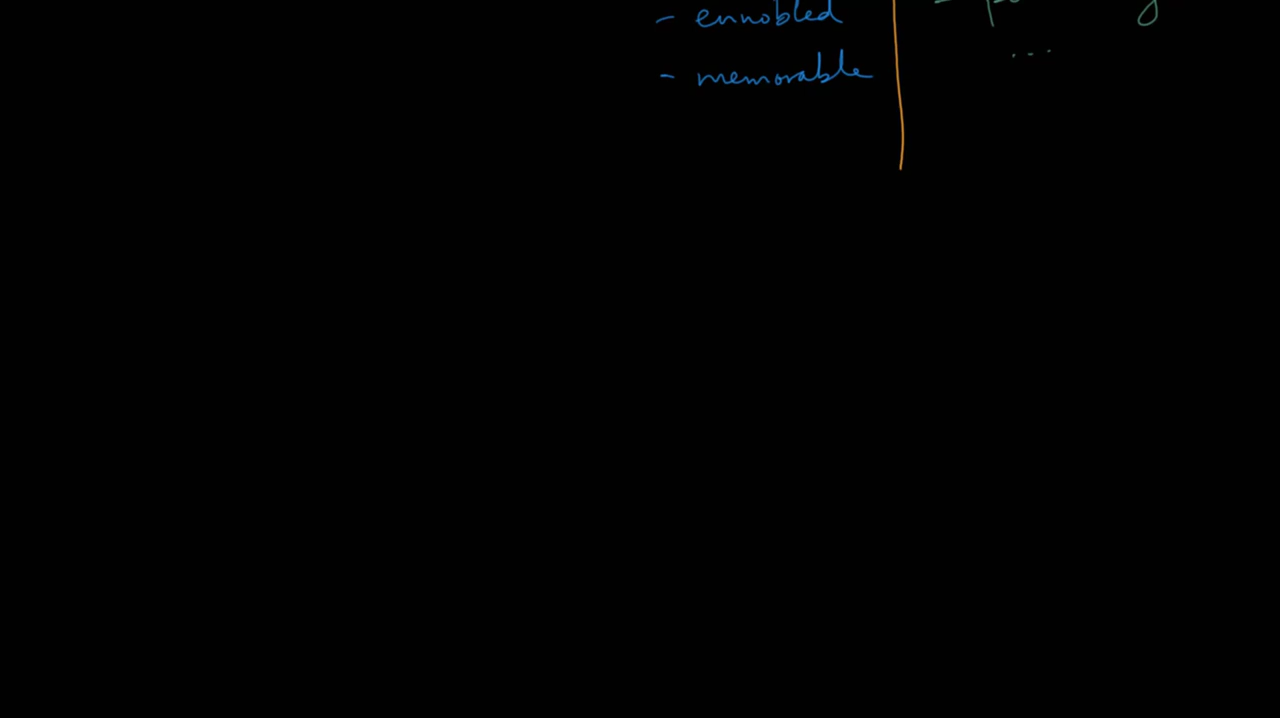 - ennobled
- memorable
...